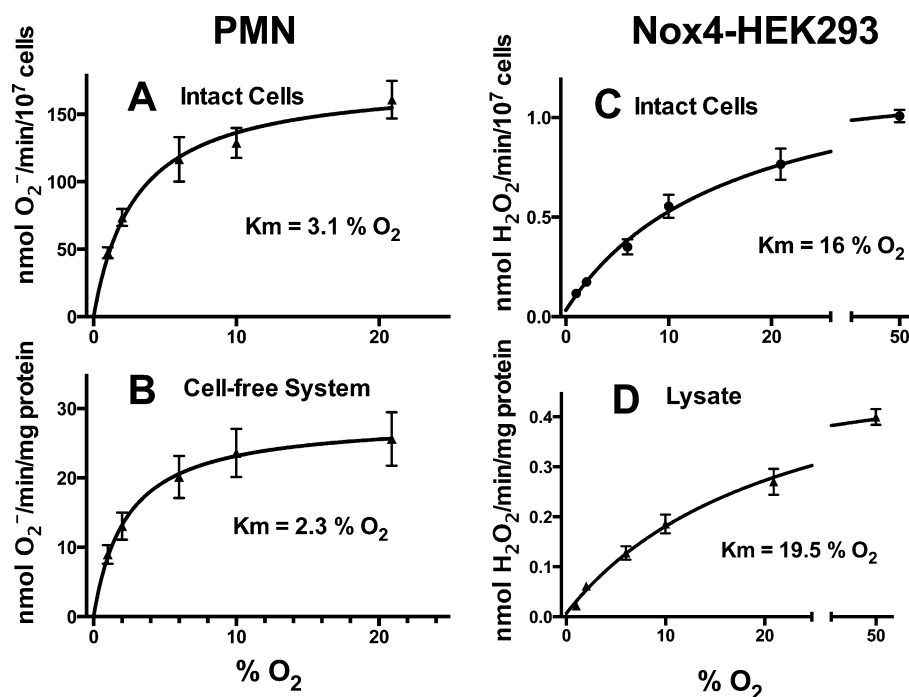 PMN
Nox4-HEK293
A Intact Cells
nmol O₂⁻/min/10⁷ cells
150
100
50
0
Km = 3.1 % O₂
0 10 20
C Intact Cells
nmol H₂O₂/min/10⁷ cells
1.0
0.5
0.0
Km = 16 % O₂
0 10 20 50
B Cell-free System
nmol O₂⁻/min/mg protein
30
20
10
0
Km = 2.3 % O₂
0 10 20
% O₂
D Lysate
nmol H₂O₂/min/mg protein
0.4
0.3
0.2
0.1
0.0
Km = 19.5 % O₂
0 10 20 50
% O₂